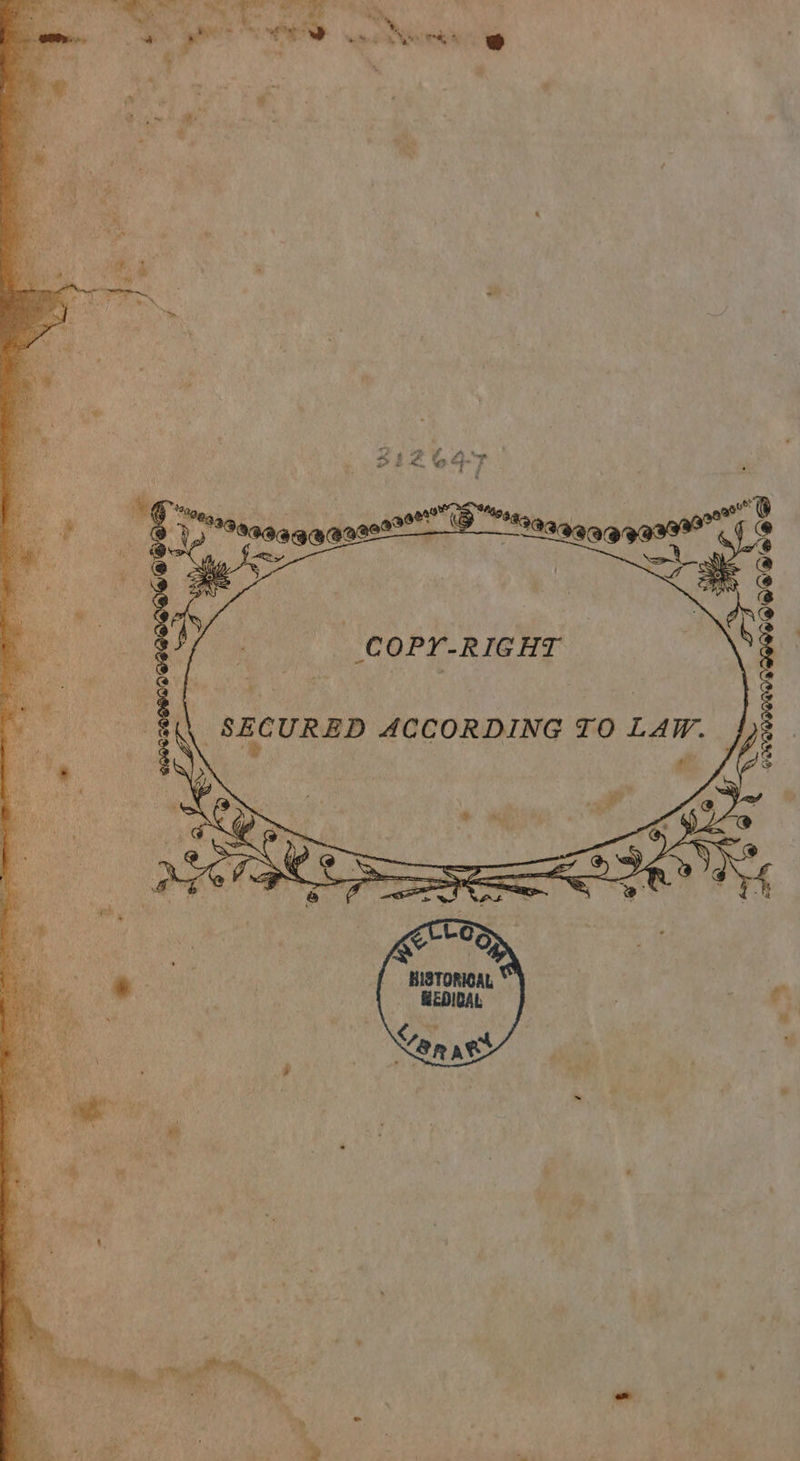 312647
COPY-RIGHT
SECURED ACCORDING TO LAW.
WELLCOME
HISTORICAL
MEDICAL
LIBRARY